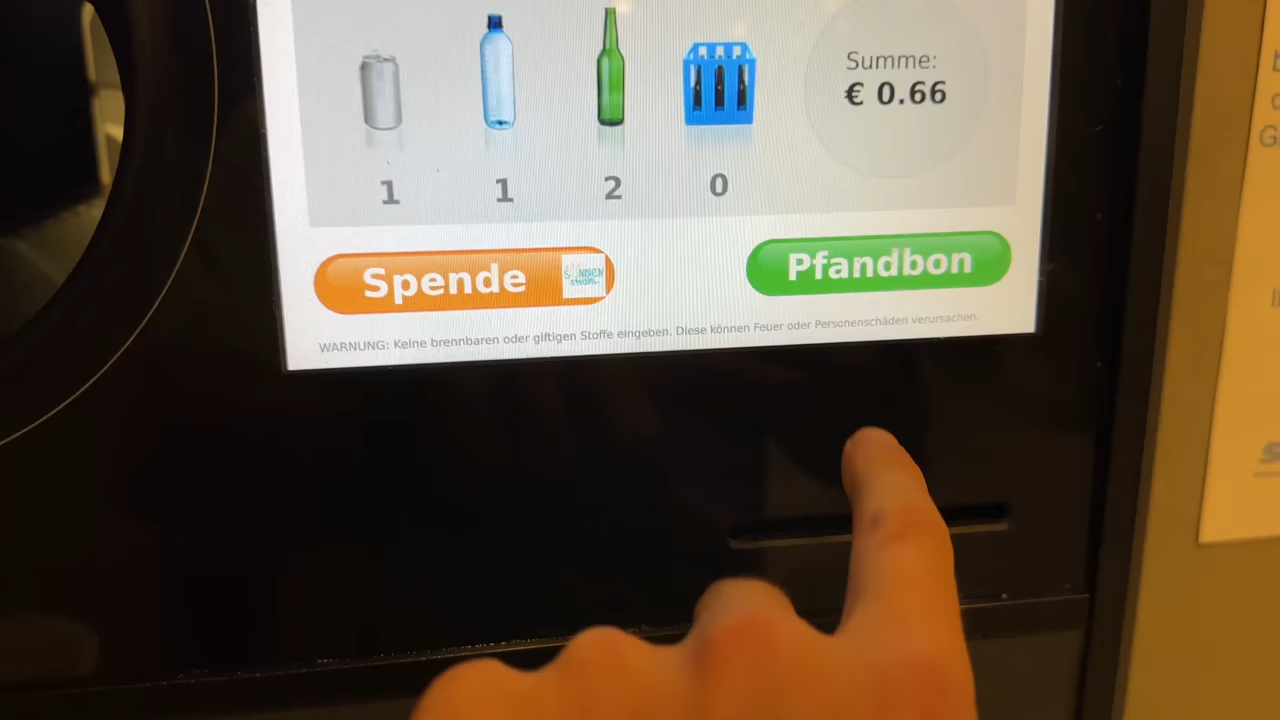 Summe:
€ 0.66
1
1
2
0
Spende
Pfandbon
WARNUNG: Keine brennbaren oder giftigen Stoffe eingeben. Diese können Feuer oder Personenschäden verursachen.